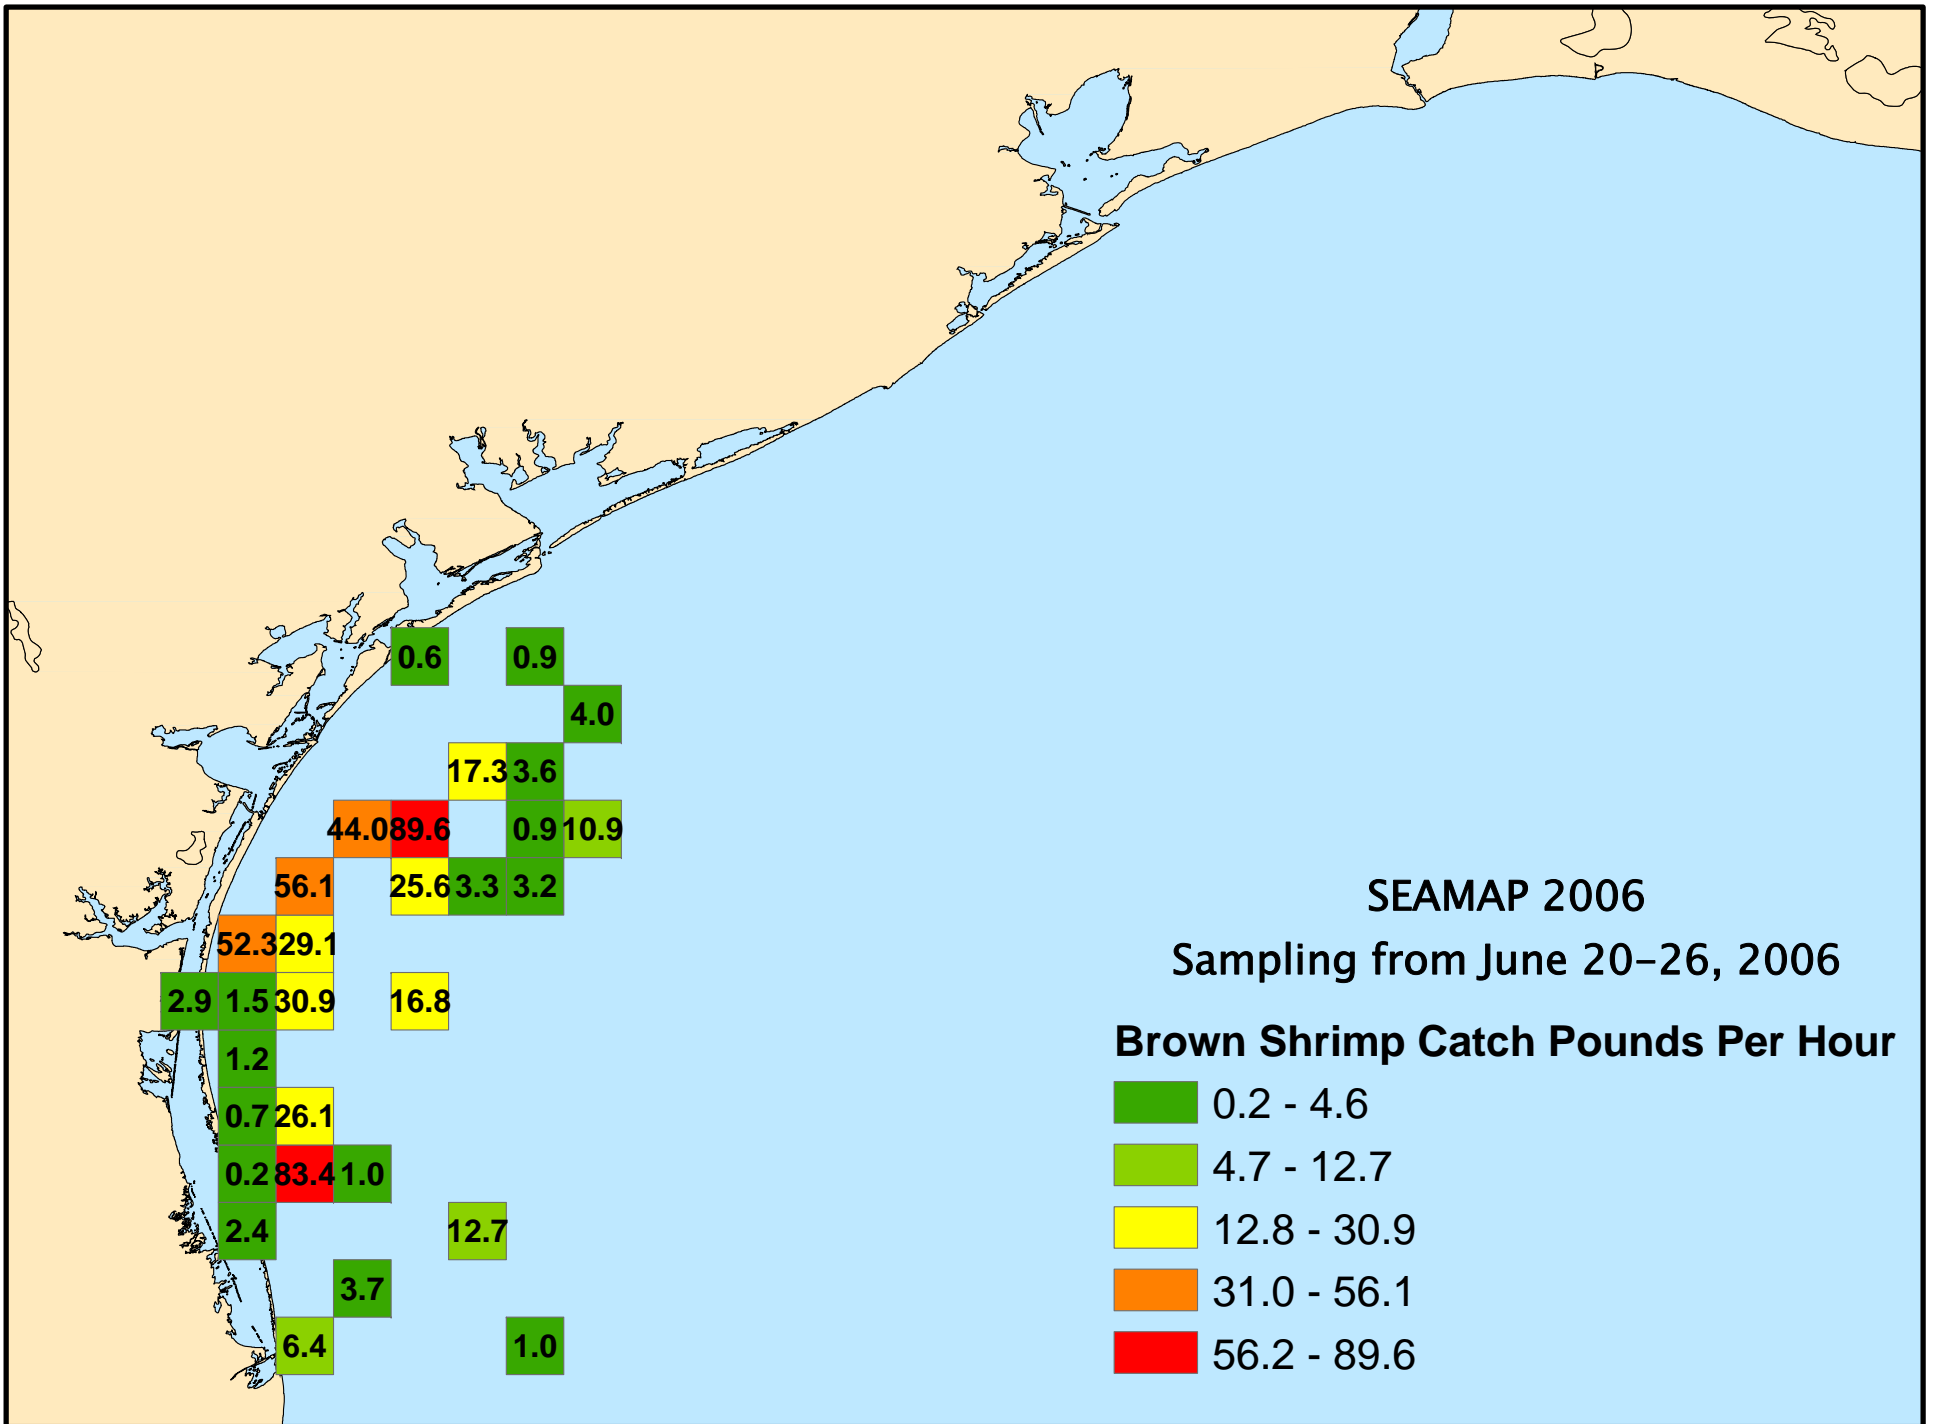 0.6 0.9
4.0
17.3 3.6
44.0 89.6 0.9 10.9
56.1 25.6 3.3 3.2
52.3 29.1
2.9 1.5 30.9 16.8
1.2
0.7 26.1
0.2 83.4 1.0
2.4 12.7
3.7
6.4 1.0
SEAMAP 2006
Sampling from June 20-26, 2006
Brown Shrimp Catch Pounds Per Hour
0.2 - 4.6
4.7 - 12.7
12.8 - 30.9
31.0 - 56.1
56.2 - 89.6